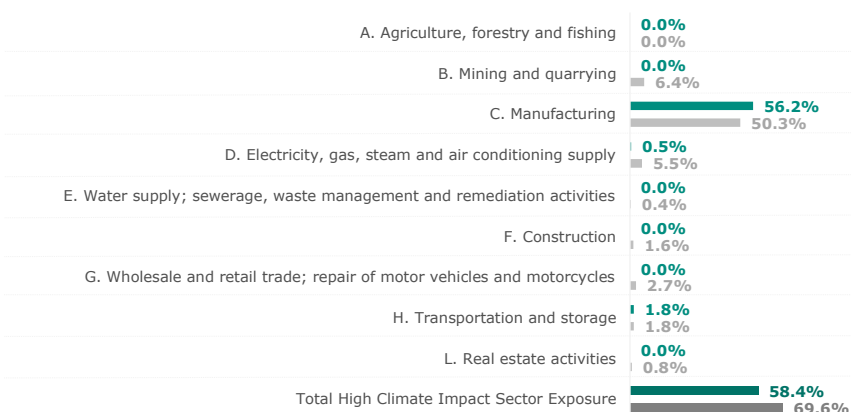 A. Agriculture, forestry and fishing
0.0%
0.0%
B. Mining and quarrying
0.0%
6.4%
C. Manufacturing
56.2%
50.3%
D. Electricity, gas, steam and air conditioning supply
0.5%
5.5%
E. Water supply; sewerage, waste management and remediation activities
0.0%
0.4%
F. Construction
0.0%
1.6%
G. Wholesale and retail trade; repair of motor vehicles and motorcycles
0.0%
2.7%
H. Transportation and storage
1.8%
1.8%
L. Real estate activities
0.0%
0.8%
Total High Climate Impact Sector Exposure
58.4%
69.6%